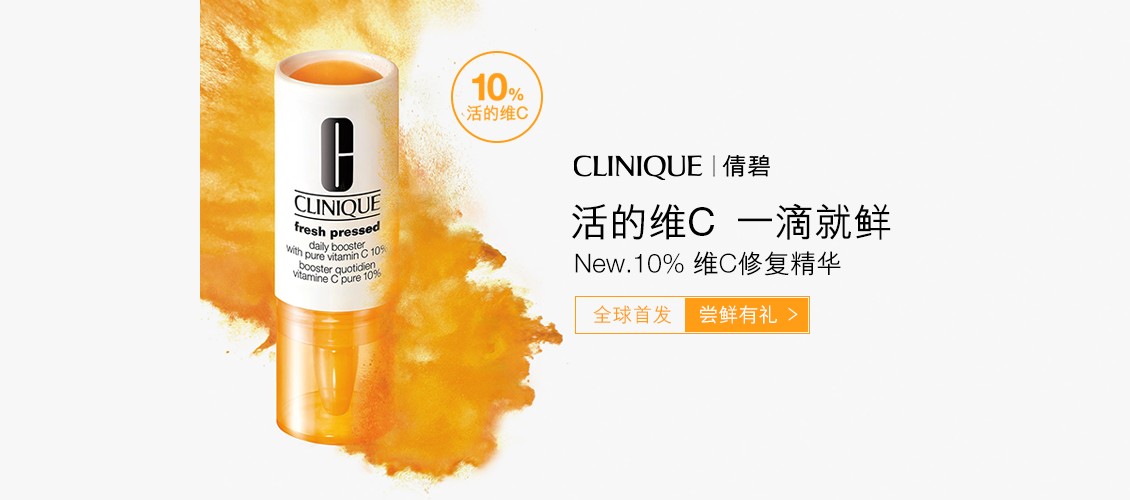 10%
活的维C
CLINIQUE
fresh pressed
daily booster
with pure vitamin C 10%
booster quotidien
vitamine C pure 10%
CLINIQUE | 倩碧
活的维C 一滴就鲜
New.10% 维C修复精华
全球首发 尝鲜有礼 >